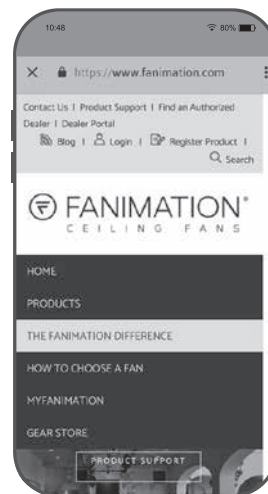 10:48
80%
https://www.fanimation.com
Contact Us | Product Support | Find an Authorized
Dealer | Dealer Portal
Blog | Login | Register Product |
Search
FANIMATION
CEILING FANS
HOME
PRODUCTS
THE FANIMATION DIFFERENCE
HOW TO CHOOSE A FAN
MYFANIMATION
GEAR STORE
PRODUCT SUPPORT